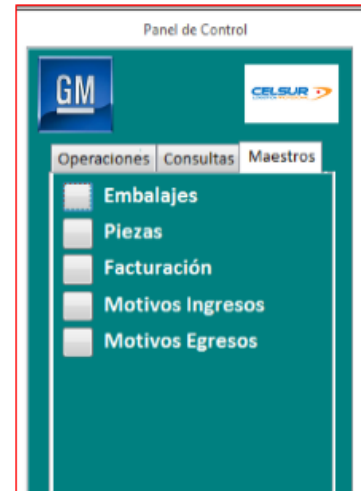 Panel de Control
GM
CELSUR
Operaciones Consultas Maestros
Embalajes
Piezas
Facturación
Motivos Ingresos
Motivos Egresos